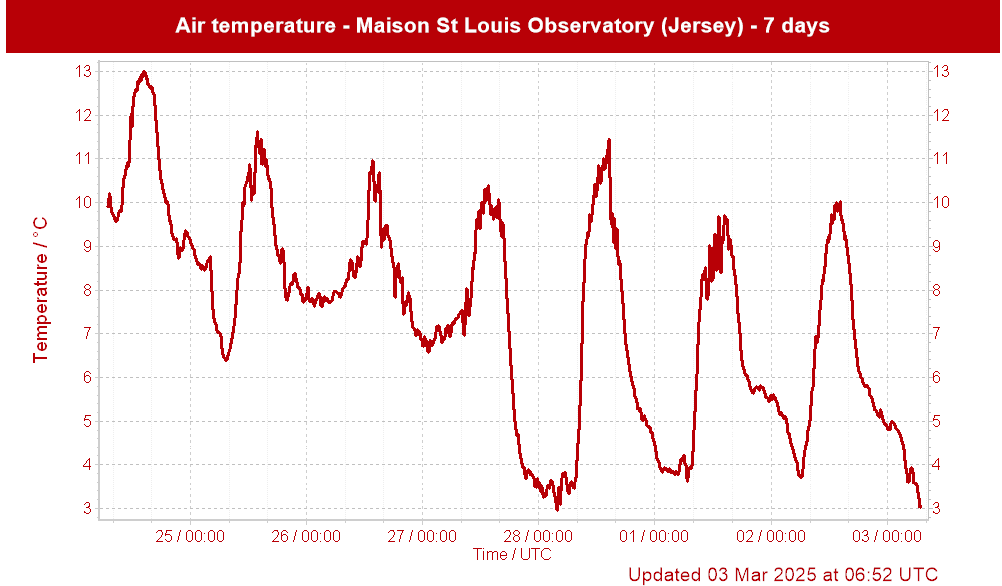 Air temperature - Maison St Louis Observatory (Jersey) - 7 days
13 13
12 12
11 11
10 10
9 9
8 8
7 7
6 6
5 5
4 4
3 3
Temperature / °C
25 / 00:00 26 / 00:00 27 / 00:00 28 / 00:00 01 / 00:00 02 / 00:00 03 / 00:00
Time / UTC
Updated 03 Mar 2025 at 06:52 UTC